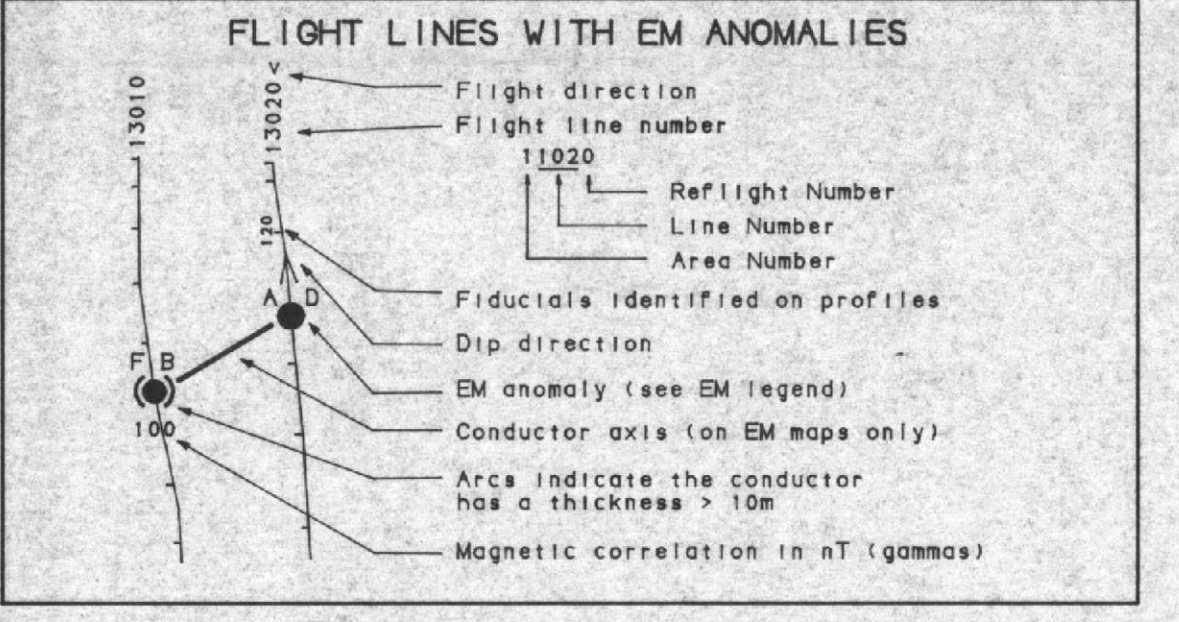 FLIGHT LINES WITH EM ANOMALIES
13010
13020 <
Flight direction
Flight line number
11020
Reflight Number
Line Number
Area Number
120
A D
Fiducials identified on profiles
Dip direction
F B
EM anomaly (see EM legend)
100
Conductor axis (on EM maps only)
Arcs indicate the conductor
has a thickness > 10m
Magnetic correlation in nT (gammas)